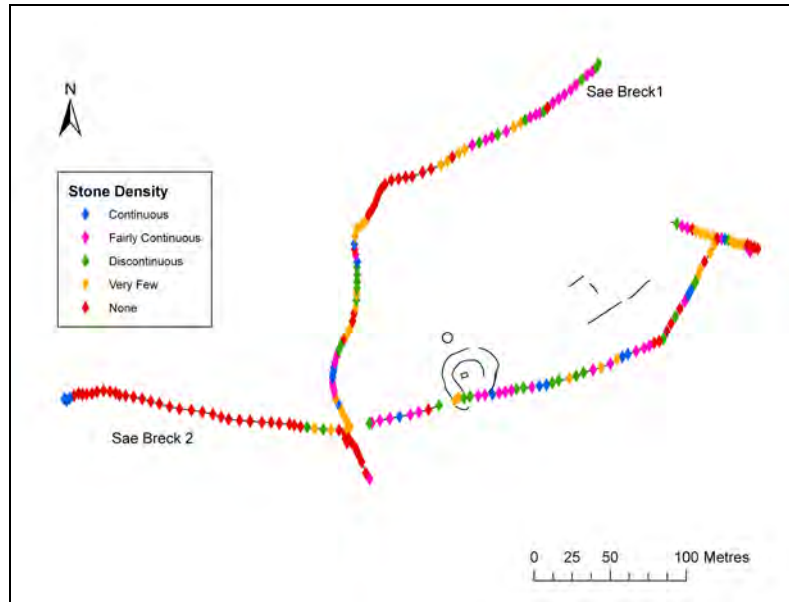 Sae Breck1
N
Stone Density
Continuous
Fairly Continuous
Discontinuous
Very Few
None
Sae Breck 2
0 25 50 100 Metres